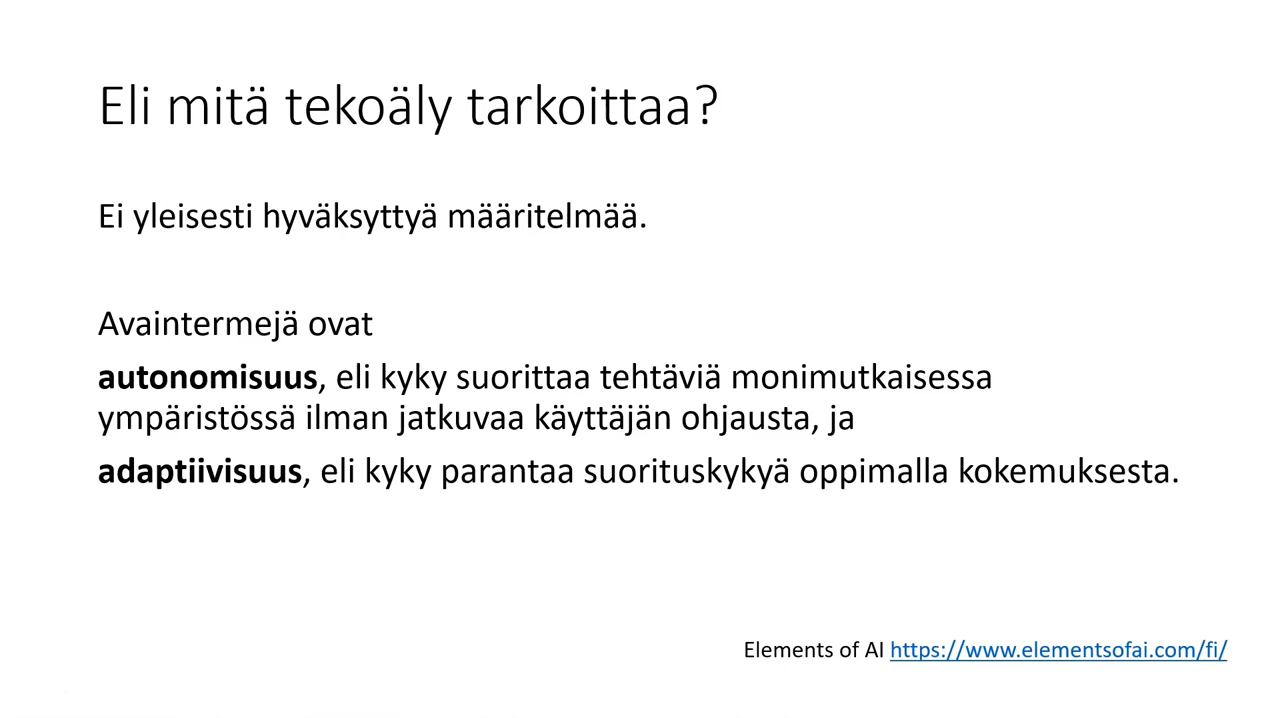 Eli mitä tekoäly tarkoittaa?
Ei yleisesti hyväksyttyä määritelmää.
Avaintermejä ovat
autonomisuus, eli kyky suorittaa tehtäviä monimutkaisessa
ympäristössä ilman jatkuvaa käyttäjän ohjausta, ja
adaptiivisuus, eli kyky parantaa suorituskykyä oppimalla kokemuksesta.
Elements of AI https://www.elementsofai.com/fi/